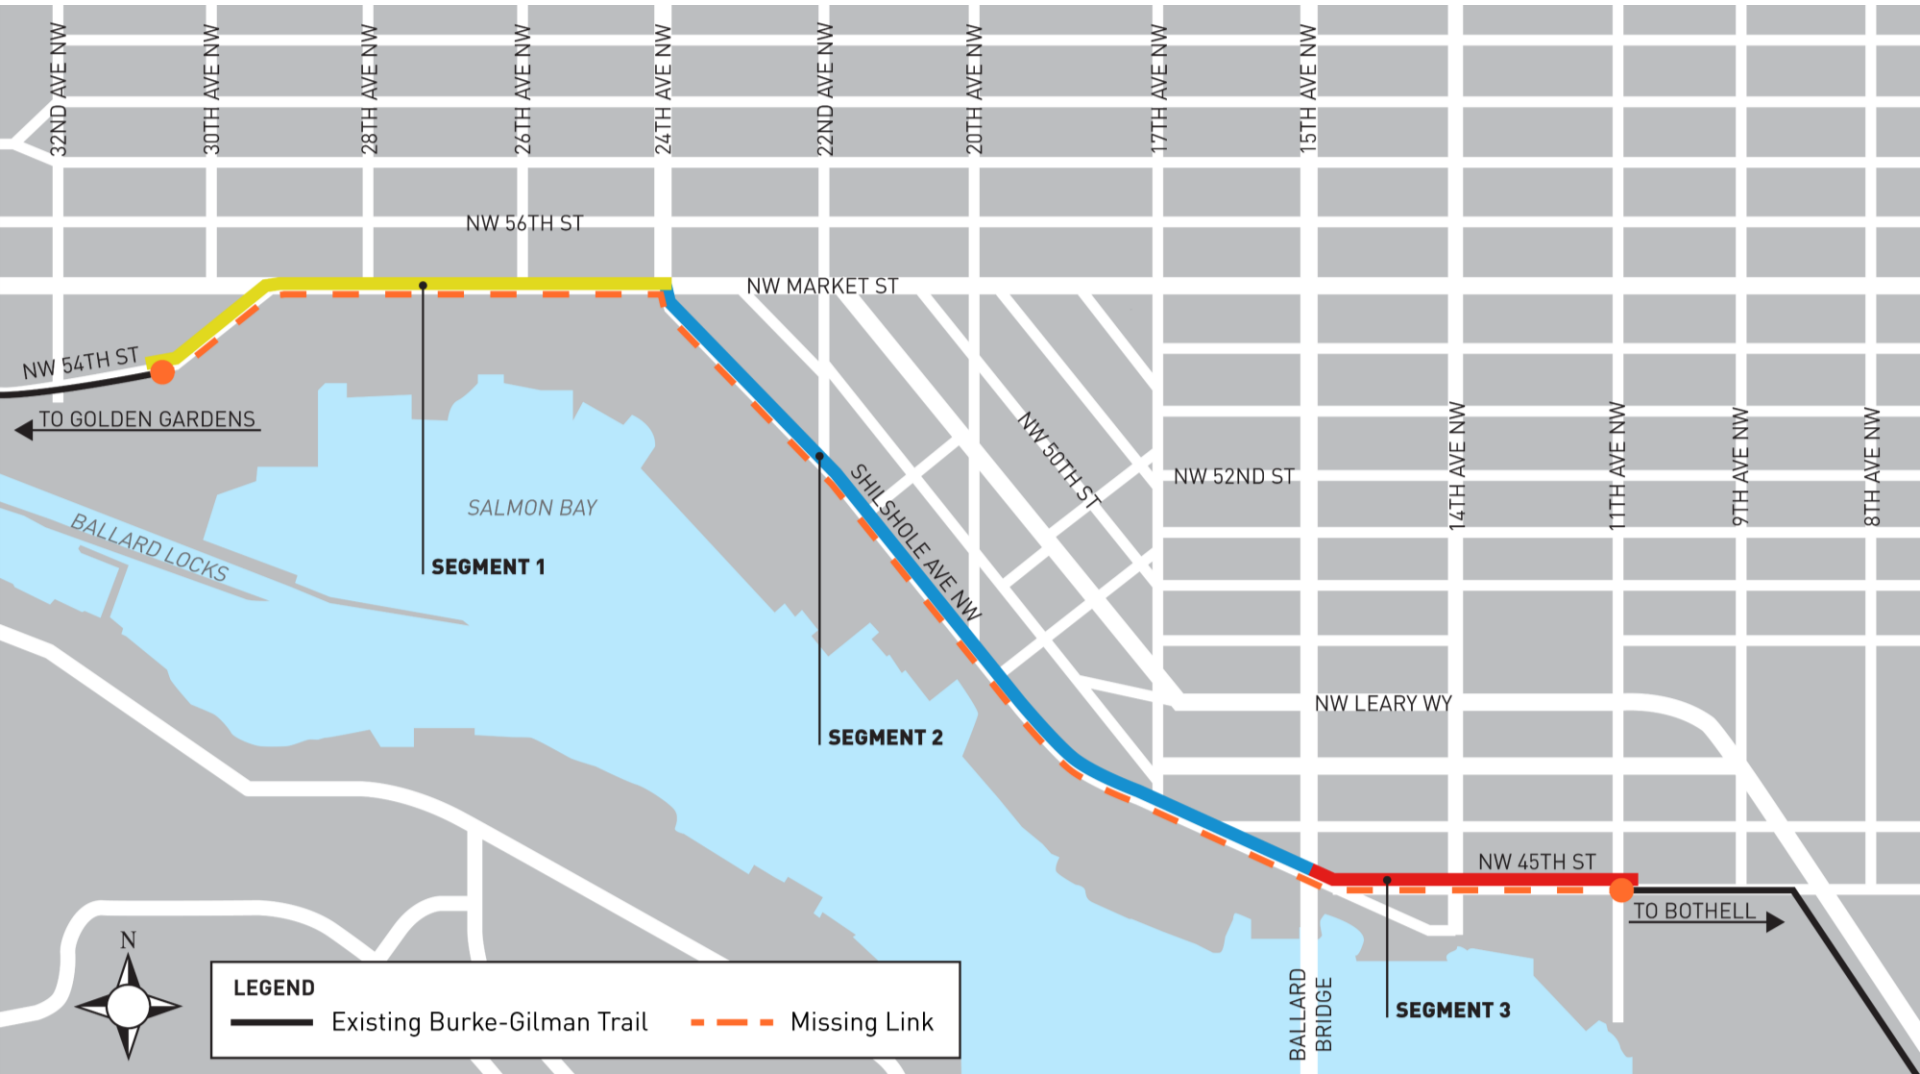 32ND AVE NW
30TH AVE NW
28TH AVE NW
26TH AVE NW
24TH AVE NW
22ND AVE NW
20TH AVE NW
17TH AVE NW
15TH AVE NW
NW 56TH ST
NW MARKET ST
NW 54TH ST
TO GOLDEN GARDENS
NW 50TH ST
NW 52ND ST
14TH AVE NW
11TH AVE NW
9TH AVE NW
8TH AVE NW
SALMON BAY
BALLARD LOCKS
SHILSHOLE AVE NW
SEGMENT 1
NW LEARY WY
SEGMENT 2
NW 45TH ST
TO BOTHELL
N
BALLARD
BRIDGE
SEGMENT 3
LEGEND
Existing Burke-Gilman Trail
Missing Link